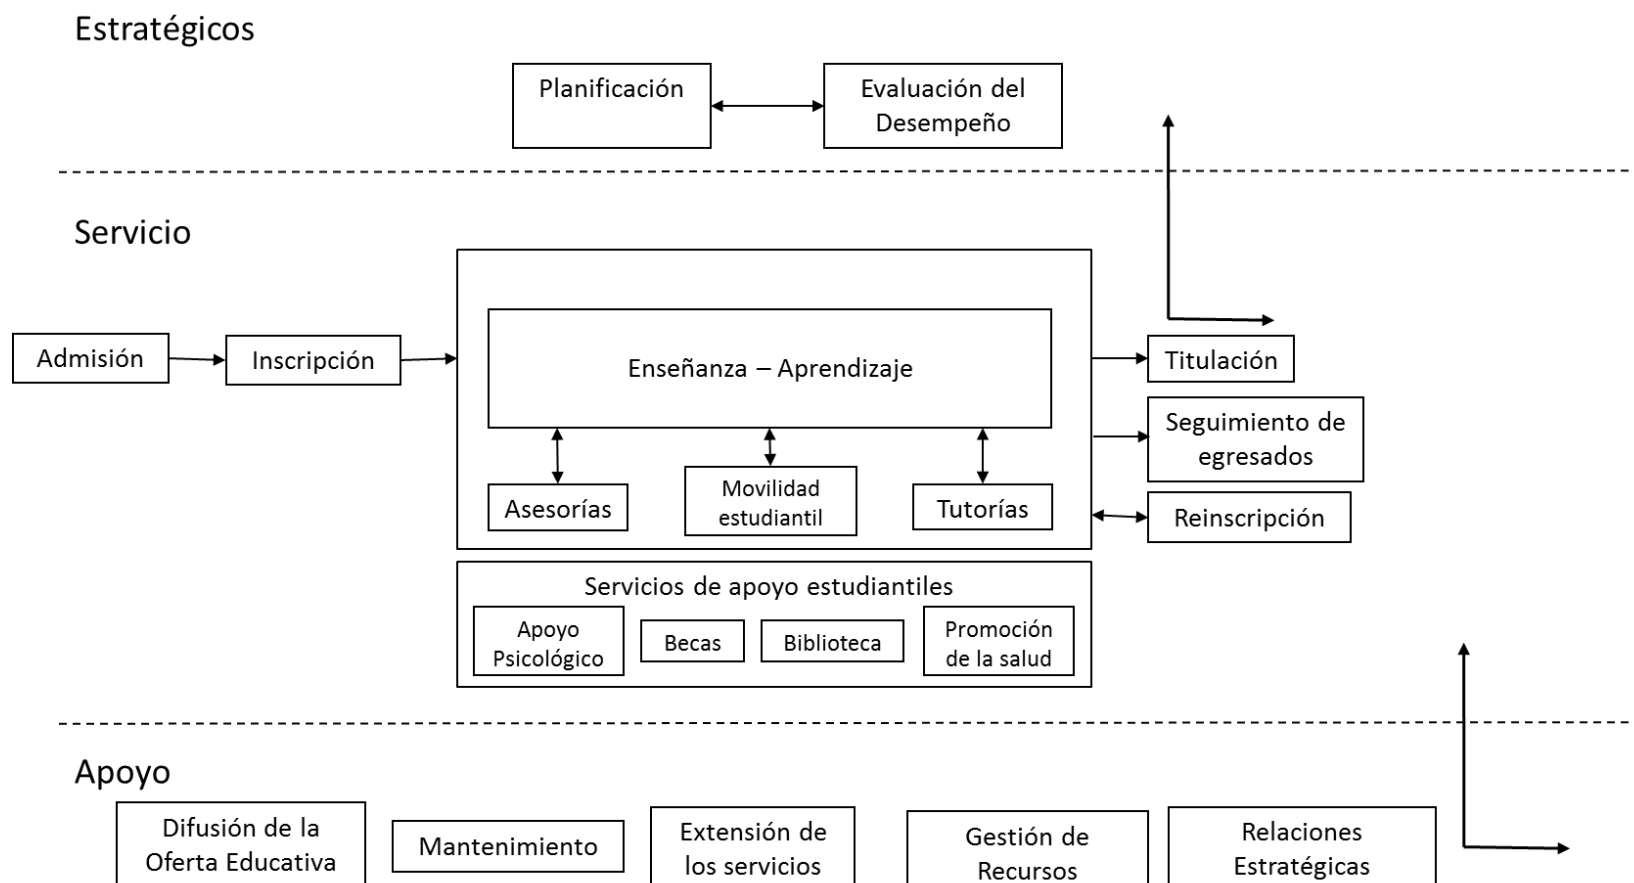 Estratégicos
Planificación
Evaluación del
Desempeño
Servicio
Admisión
Inscripción
Enseñanza – Aprendizaje
Asesorías
Movilidad
estudiantil
Tutorías
Titulación
Seguimiento de
egresados
Reinscripción
Servicios de apoyo estudiantiles
Apoyo
Psicológico
Becas
Biblioteca
Promoción
de la salud
Apoyo
Difusión de la
Oferta Educativa
Mantenimiento
Extensión de
los servicios
Gestión de
Recursos
Relaciones
Estratégicas